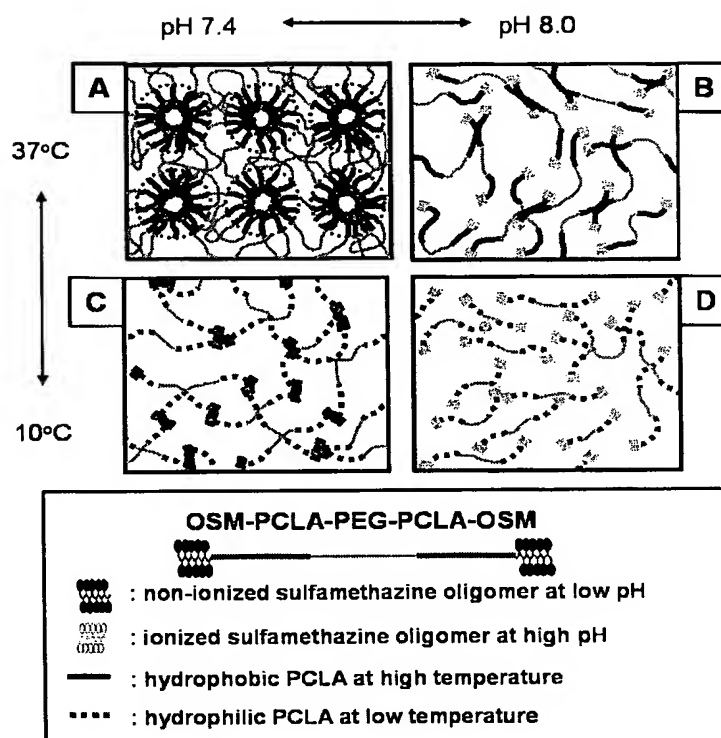 pH 7.4 pH 8.0
A B
37°C
C D
10°C
OSM-PCLA-PEG-PCLA-OSM
: non-ionized sulfamethazine oligomer at low pH
: ionized sulfamethazine oligomer at high pH
: hydrophobic PCLA at high temperature
: hydrophilic PCLA at low temperature